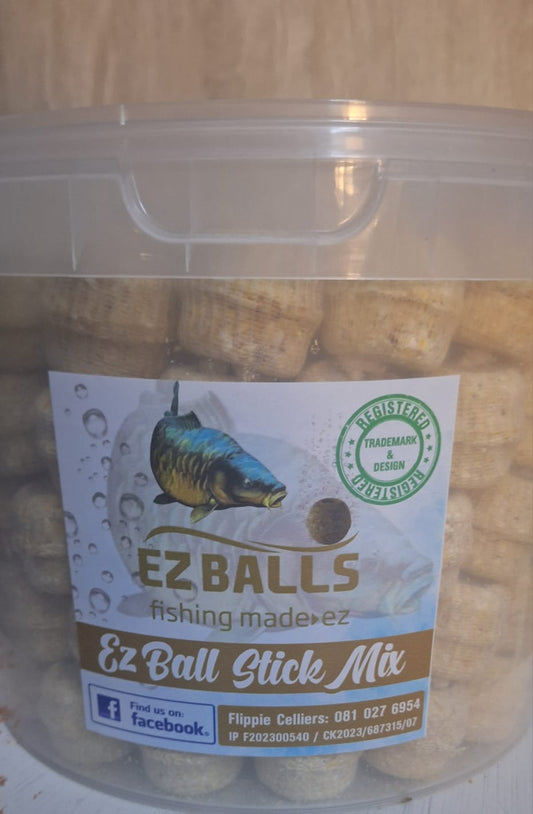 REGISTERED
TRADEMARK
&
DESIGN
REGISTERED
EZ BALLS
fishing made▸ez
Ez Ball Stick Mix
f
Find us on:
facebook®
Flippie Celliers: 081 027 6954
IP F202300540 / CK2023/687315/07